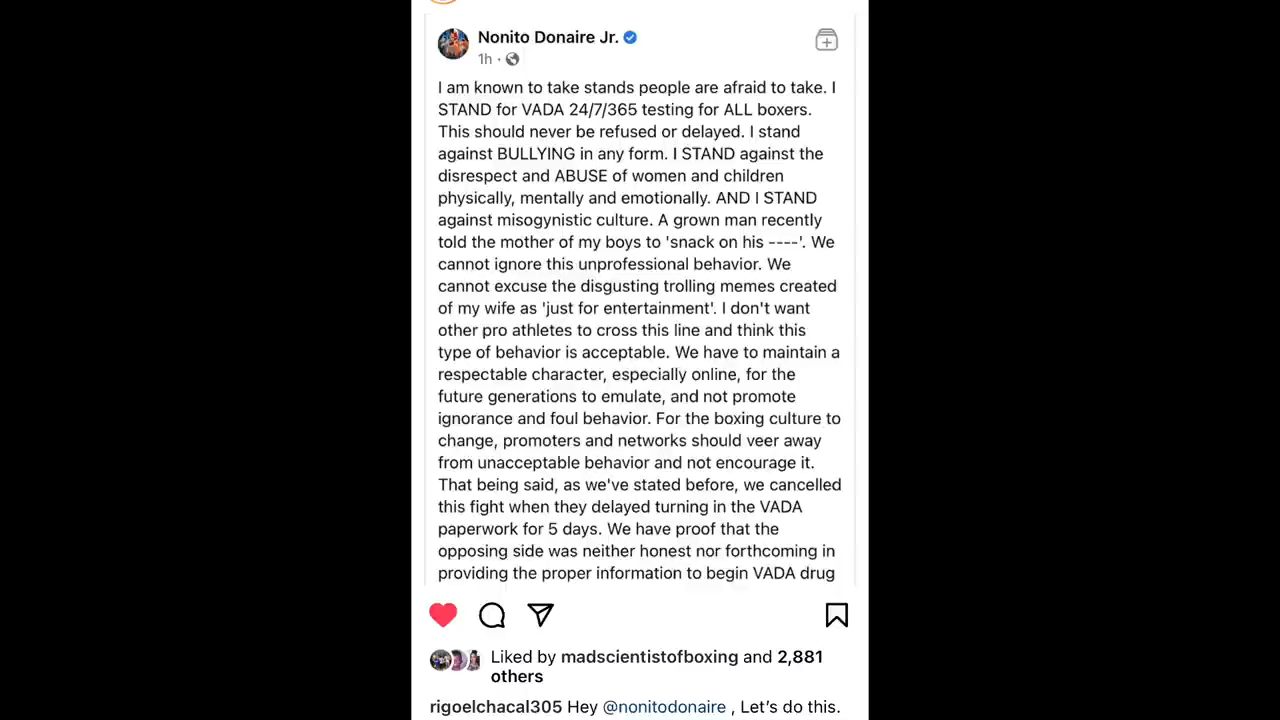 Nonito Donaire Jr.
1h ·
I am known to take stands people are afraid to take. I
STAND for VADA 24/7/365 testing for ALL boxers.
This should never be refused or delayed. I stand
against BULLYING in any form. I STAND against the
disrespect and ABUSE of women and children
physically, mentally and emotionally. AND I STAND
against misogynistic culture. A grown man recently
told the mother of my boys to 'snack on his ----'. We
cannot ignore this unprofessional behavior. We
cannot excuse the disgusting trolling memes created
of my wife as 'just for entertainment'. I don't want
other pro athletes to cross this line and think this
type of behavior is acceptable. We have to maintain a
respectable character, especially online, for the
future generations to emulate, and not promote
ignorance and foul behavior. For the boxing culture to
change, promoters and networks should veer away
from unacceptable behavior and not encourage it.
That being said, as we've stated before, we cancelled
this fight when they delayed turning in the VADA
paperwork for 5 days. We have proof that the
opposing side was neither honest nor forthcoming in
providing the proper information to begin VADA drug
Liked by madscientistofboxing and 2,881
others
rigoelchacal305 Hey @nonitodonaire , Let’s do this.